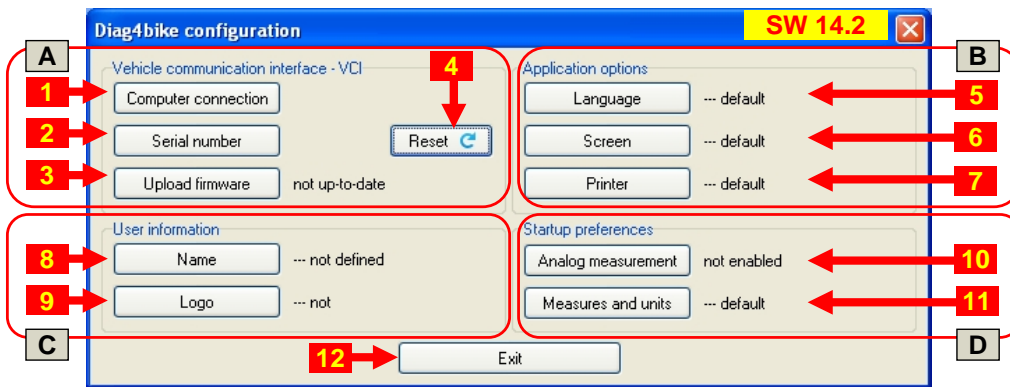 Diag4bike configuration
SW 14.2
A
B
Vehicle communication interface - VCI
4
Application options
1
Computer connection
Language
--- default
5
2
Serial number
Reset
Screen
--- default
6
3
Upload firmware
not up-to-date
Printer
--- default
7
User information
Startup preferences
8
Name
--- not defined
Analog measurement
not enabled
10
9
Logo
--- not
Measures and units
--- default
11
C
D
12
Exit